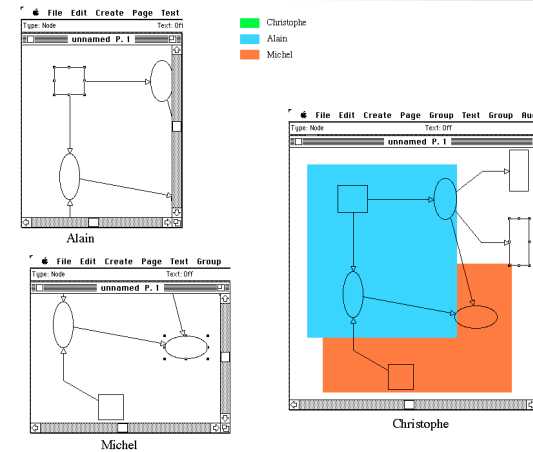 File Edit Create Page Text
Type: Node Text: Off
unnamed P. 1
Alain
Christophe
Alain
Michel
File Edit Create Page Text Group
Type: Node Text: Off
unnamed P. 1
Michel
File Edit Create Page Group Text Group Au
Type: Node Text: Off
unnamed P. 1
Christophe